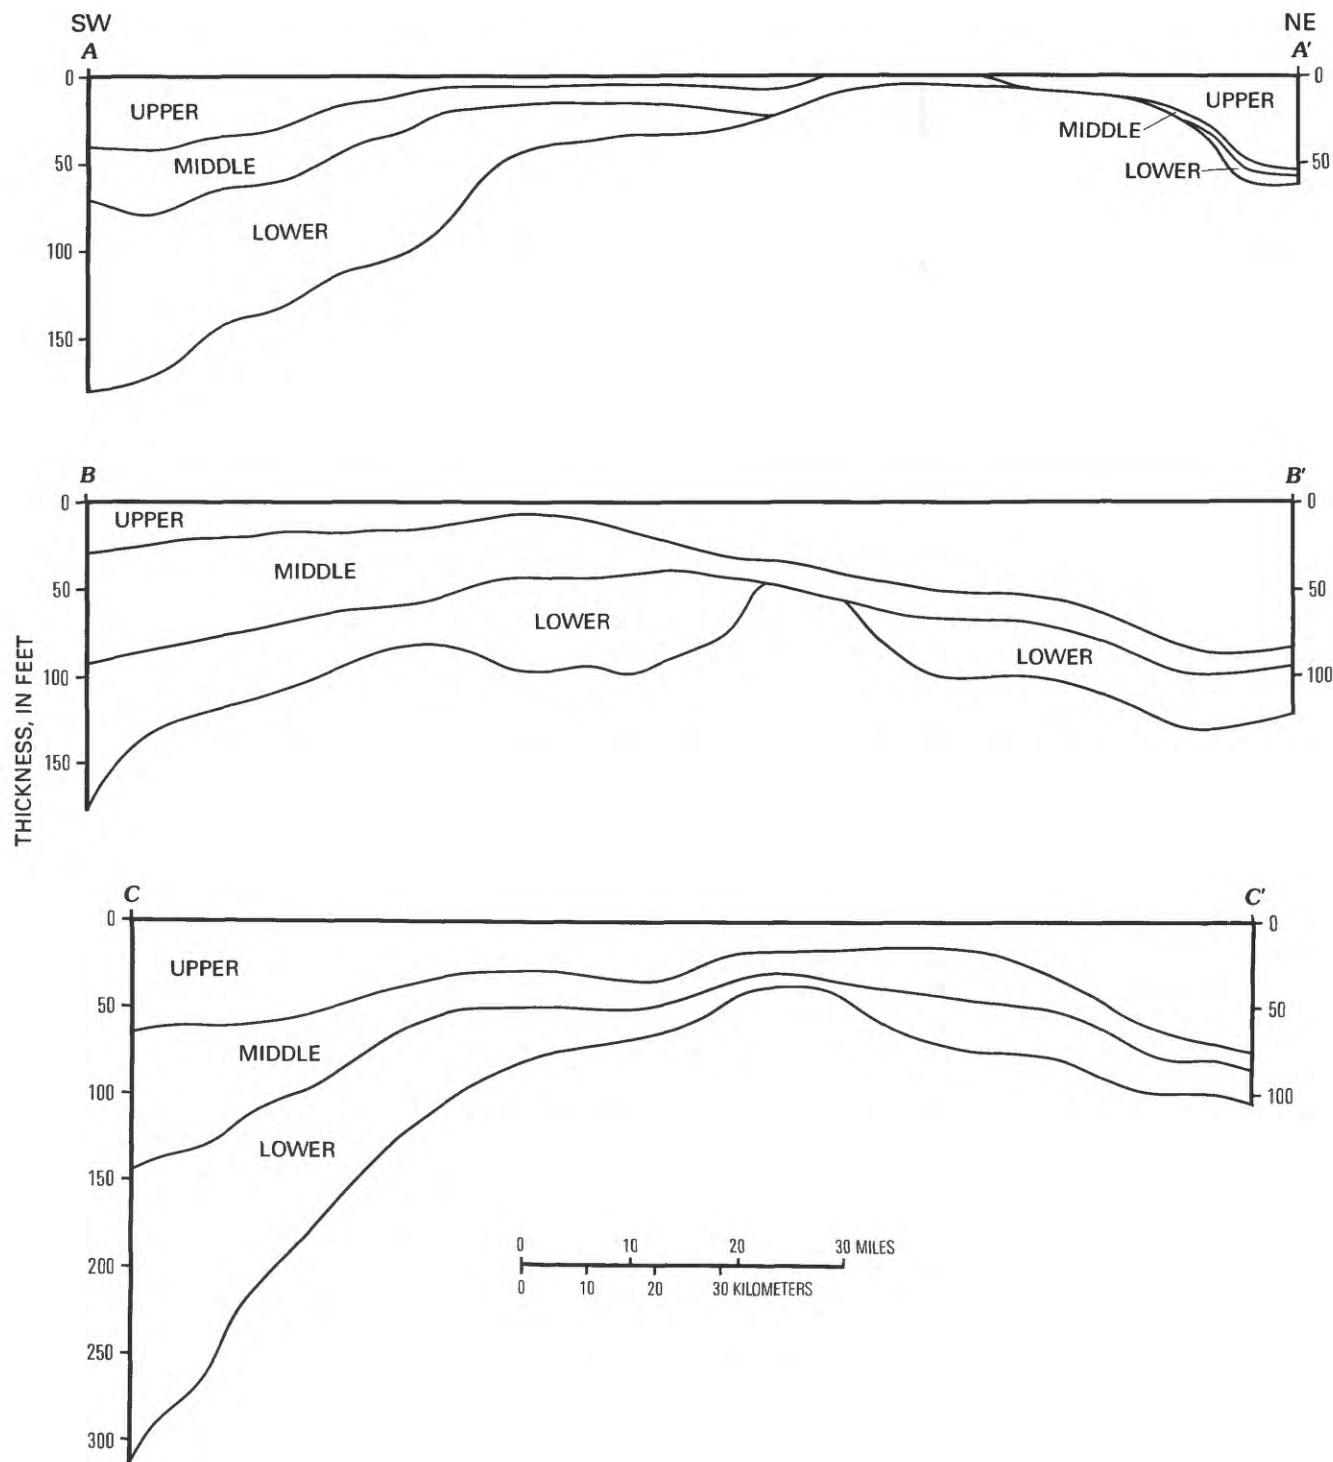 SW NE
A A'
0 0
UPPER UPPER
MIDDLE
50 MIDDLE 50
LOWER
LOWER
100
150
B B'
0 0
UPPER
MIDDLE
50 50
LOWER
LOWER
100 100
150
THICKNESS, IN FEET
C C'
0 0
UPPER
50 50
MIDDLE
100 100
LOWER
150
200
250
300
0 10 20 30 MILES
0 10 20 30 KILOMETERS